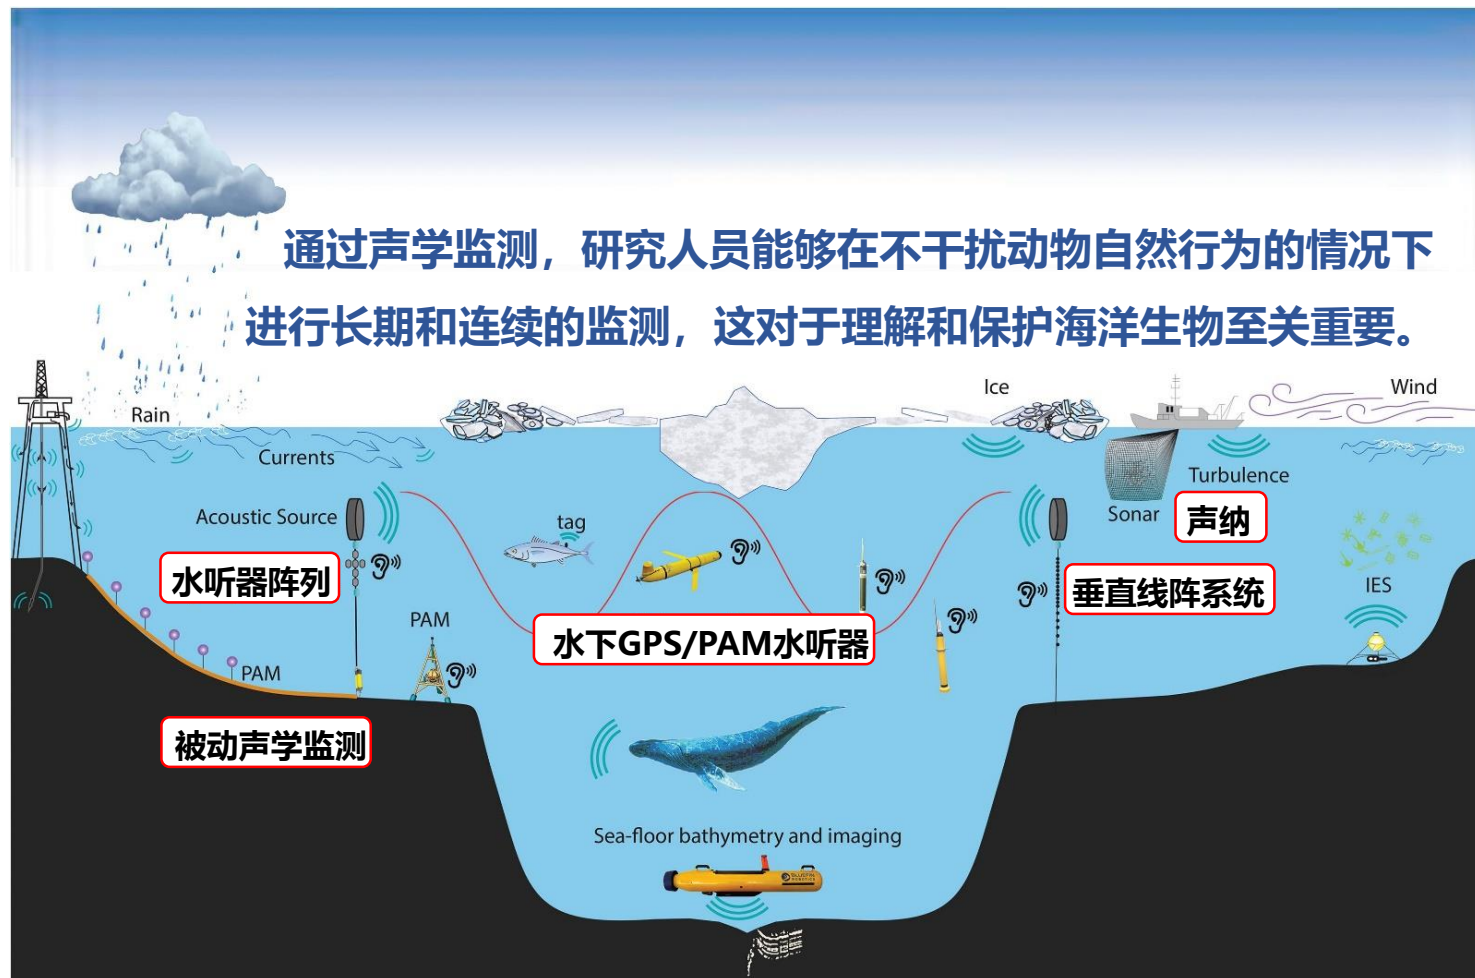 通过声学监测，研究人员能够在不干扰动物自然行为的情况下
进行长期和连续的监测，这对于理解和保护海洋生物至关重要。
Ice
Wind
Rain
Currents
Turbulence
Acoustic Source
tag
Sonar
声纳
水听器阵列
垂直线阵系统
IES
PAM
水下GPS/PAM水听器
PAM
被动声学监测
Sea-floor bathymetry and imaging
BLUEFIN
ROBOTICS